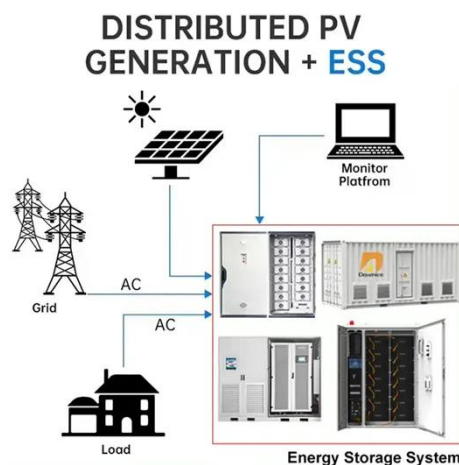 DISTRIBUTED PV
GENERATION + ESS
Monitor
Platfrom
Grid
AC
AC
Load
Energy Storage System